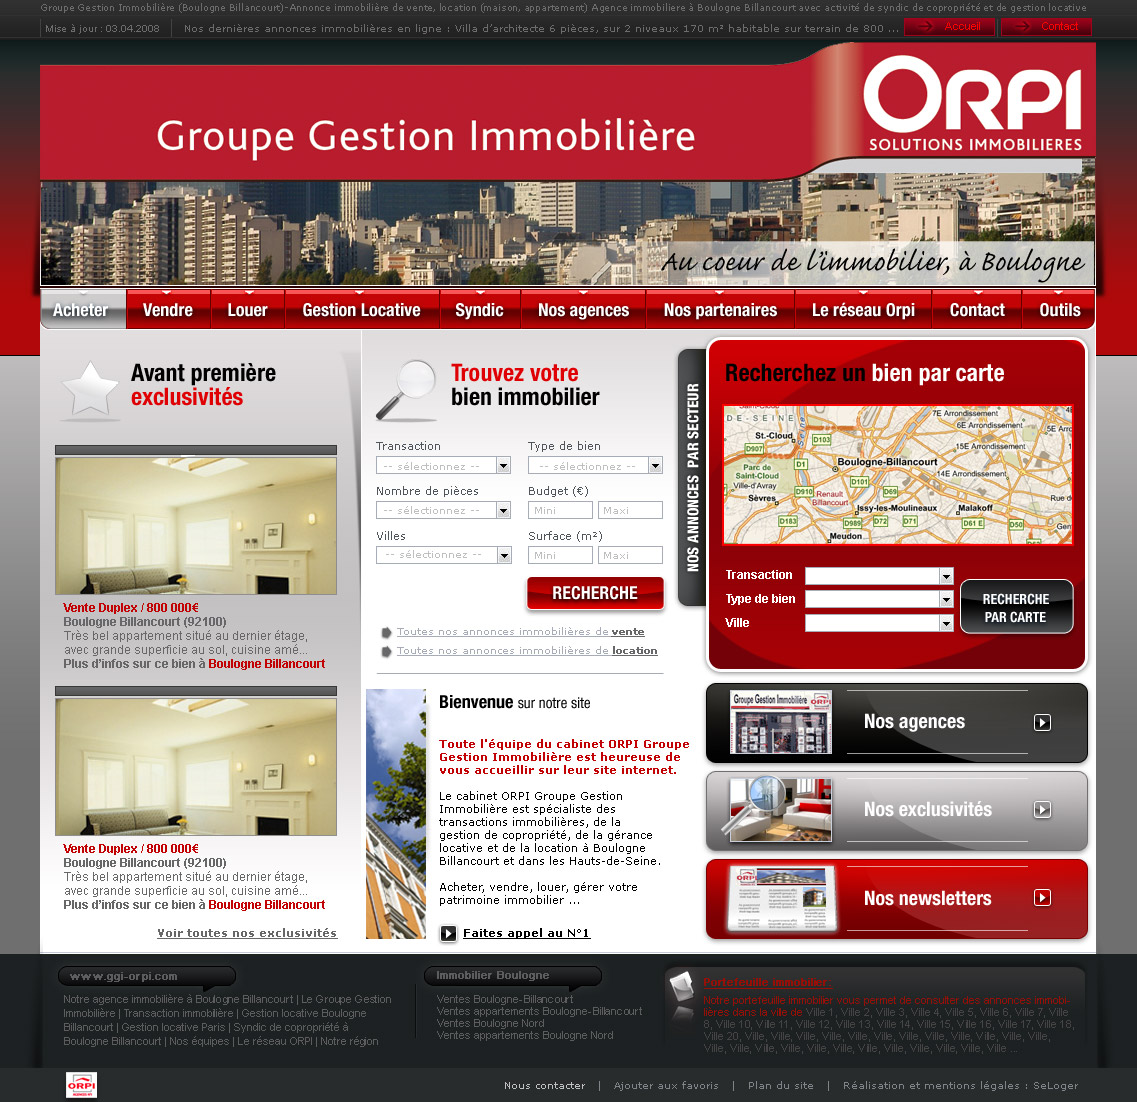 Groupe Gestion Immobilière (Boulogne Billancourt)-Annonce immobilière de vente, location (maison, appartement) Agence immobiliere à Boulogne Billancourt avec activité de syndic de copropriété et de gestion locative
Mise à jour : 03.04.2008
Nos dernières annonces immobilières en ligne : Villa d'architecte 6 pièces, sur 2 niveaux 170 m² habitable sur terrain de 800 ...
Accueil
Contact
Groupe Gestion Immobilière
ORPI
SOLUTIONS IMMOBILIERES
Au coeur de l'immobilier, à Boulogne
Acheter Vendre Louer Gestion Locative Syndic Nos agences Nos partenaires Le réseau Orpi Contact Outils
Avant première
exclusivités
Vente Duplex / 800 000€
Boulogne Billancourt (92100)
Très bel appartement situé au dernier étage,
avec grande superficie au sol, cuisine amé...
Plus d'infos sur ce bien à Boulogne Billancourt
Vente Duplex / 800 000€
Boulogne Billancourt (92100)
Très bel appartement situé au dernier étage,
avec grande superficie au sol, cuisine amé...
Plus d'infos sur ce bien à Boulogne Billancourt
Voir toutes nos exclusivités
Trouvez votre
bien immobilier
Transaction
-- sélectionnez --
Type de bien
-- sélectionnez --
Nombre de pièces
-- sélectionnez --
Budget (€)
Mini
Maxi
Villes
-- sélectionnez --
Surface (m²)
Mini
Maxi
RECHERCHE
Toutes nos annonces immobilières de vente
Toutes nos annonces immobilières de location
Bienvenue sur notre site
Toute l'équipe du cabinet ORPI Groupe
Gestion Immobilière est heureuse de
vous accueillir sur leur site internet.
Le cabinet ORPI Groupe Gestion
Immobilière est spécialiste des
transactions immobilières, de la
gestion de copropriété, de la gérance
locative et de la location à Boulogne
Billancourt et dans les Hauts-de-Seine.
Acheter, vendre, louer, gérer votre
patrimoine immobilier ...
Faites appel au N°1
NOS ANNONCES PAR SECTEUR
Recherchez un bien par carte
Saint-Cloud
DE-SEINE
7E Arrondissement
6E Arrondissement
St.-Cloud
D103
15E Arrondissement
D907
Parc de
Saint-Cloud
D1
Boulogne-Billancourt
14E Arrondissement
Ville-d'Avray
D101
Sèvres
D910
Renault
Billancourt
D69
Rue d
Issy-les-Moulineaux
Malakoff
D183
D989
D72
D71
D61 E
D50
Gen
Meudon
Transaction
Type de bien
Ville
RECHERCHE
PAR CARTE
Groupe Gestion Immobilière
ORPI
Nos agences
Nos exclusivités
ORPI
Nos newsletters
www.ggi-orpi.com
Notre agence immobilière à Boulogne Billancourt | Le Groupe Gestion
Immobilière | Transaction immobilière | Gestion locative Boulogne
Billancourt | Gestion locative Paris | Syndic de copropriété à
Boulogne Billancourt | Nos équipes | Le réseau ORPI | Notre région
Immobilier Boulogne
Ventes Boulogne-Billancourt
Ventes appartements Boulogne-Billancourt
Ventes Boulogne Nord
Ventes appartements Boulogne Nord
Portefeuille immobilier:
Notre portefeuille immobilier vous permet de consulter des annonces immobi-
lières dans la villa de Ville 1, Ville 2, Ville 3, Ville 4, Ville 5, Ville 6, Ville 7, Ville
8, Ville 10, Ville 11, Ville 12, Ville 13, Ville 14, Ville 15, Ville 16, Ville 17, Ville 18,
Ville 20, Ville, Ville, Ville, Ville, Ville, Ville, Ville, Ville, Ville, Ville, Ville, Ville,
Ville, Ville, Ville, Ville, Ville, Ville, Ville, Ville, Ville, Ville, Ville, Ville ...
ORPI
Nous contacter | Ajouter aux favoris | Plan du site | Réalisation et mentions légales : SeLoger